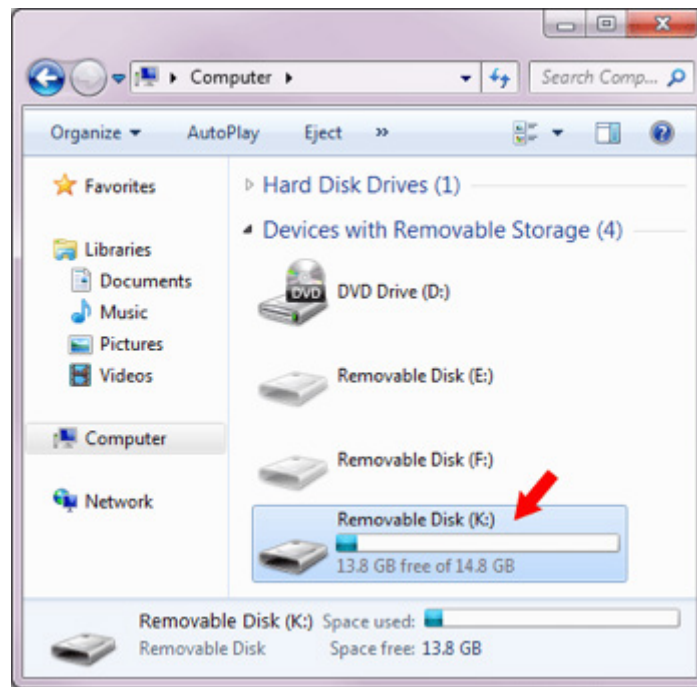 Computer
Search Comp...
Organize AutoPlay Eject »
Favorites
Libraries
Documents
Music
Pictures
Videos
Computer
Network
Hard Disk Drives (1)
Devices with Removable Storage (4)
DVD
DVD Drive (D:)
Removable Disk (E:)
Removable Disk (F:)
Removable Disk (K:)
13.8 GB free of 14.8 GB
Removable Disk (K:) Space used:
Removable Disk Space free: 13.8 GB